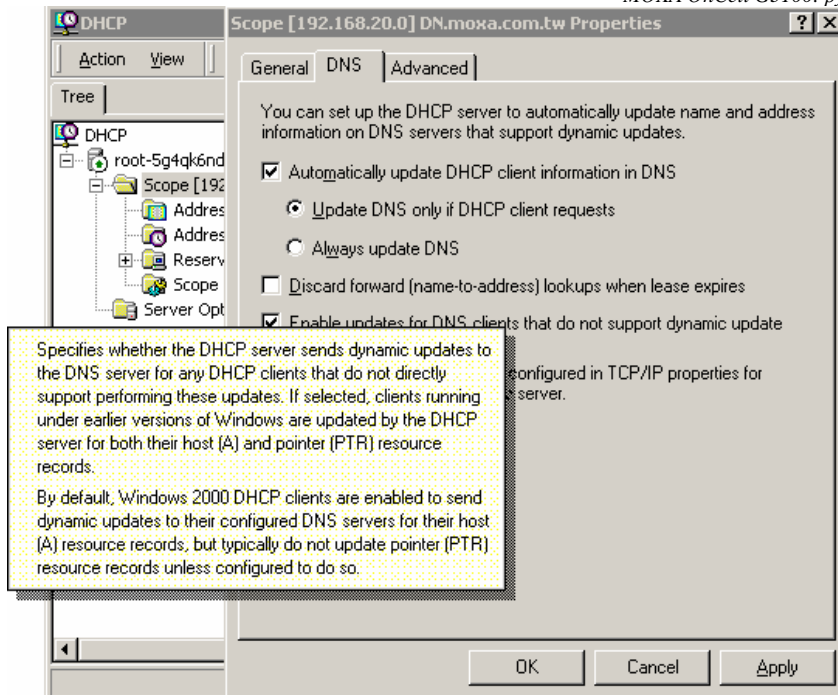 MOXA OnCell G3100.
DHCP
Scope [192.168.20.0] DN.moxa.com.tw Properties
Action View
General DNS Advanced
Tree
You can set up the DHCP server to automatically update name and address
information on DNS servers that support dynamic updates.
DHCP
root-5g4qk6nd
Automatically update DHCP client information in DNS
Scope [192
Update DNS only if DHCP client requests
Addres
Addres
Always update DNS
Reserv
Scope
Discard forward (name-to-address) lookups when lease expires
Server Opt
Enable updates for DNS clients that do not support dynamic update
Specifies whether the DHCP server sends dynamic updates to
the DNS server for any DHCP clients that do not directly
support performing these updates. If selected, clients running
under earlier versions of Windows are updated by the DHCP
server for both their host (A) and pointer (PTR) resource
records.
By default, Windows 2000 DHCP clients are enabled to send
dynamic updates to their configured DNS servers for their host
(A) resource records, but typically do not update pointer (PTR)
resource records unless configured to do so.
configured in TCP/IP properties for
server.
OK Cancel Apply